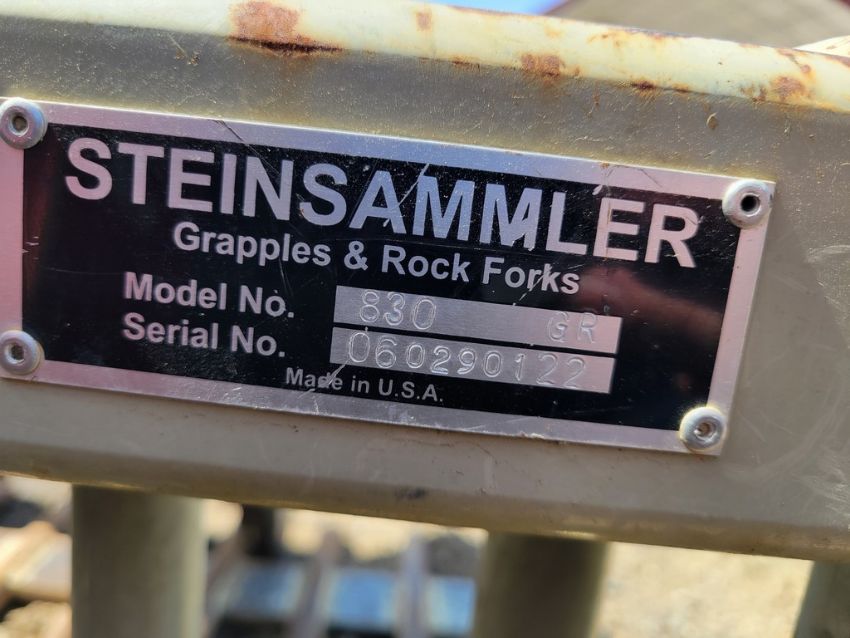 STEINSAMMLER
Grapples & Rock Forks
Model No. 830 GR
Serial No. 060290122
Made in U.S.A.